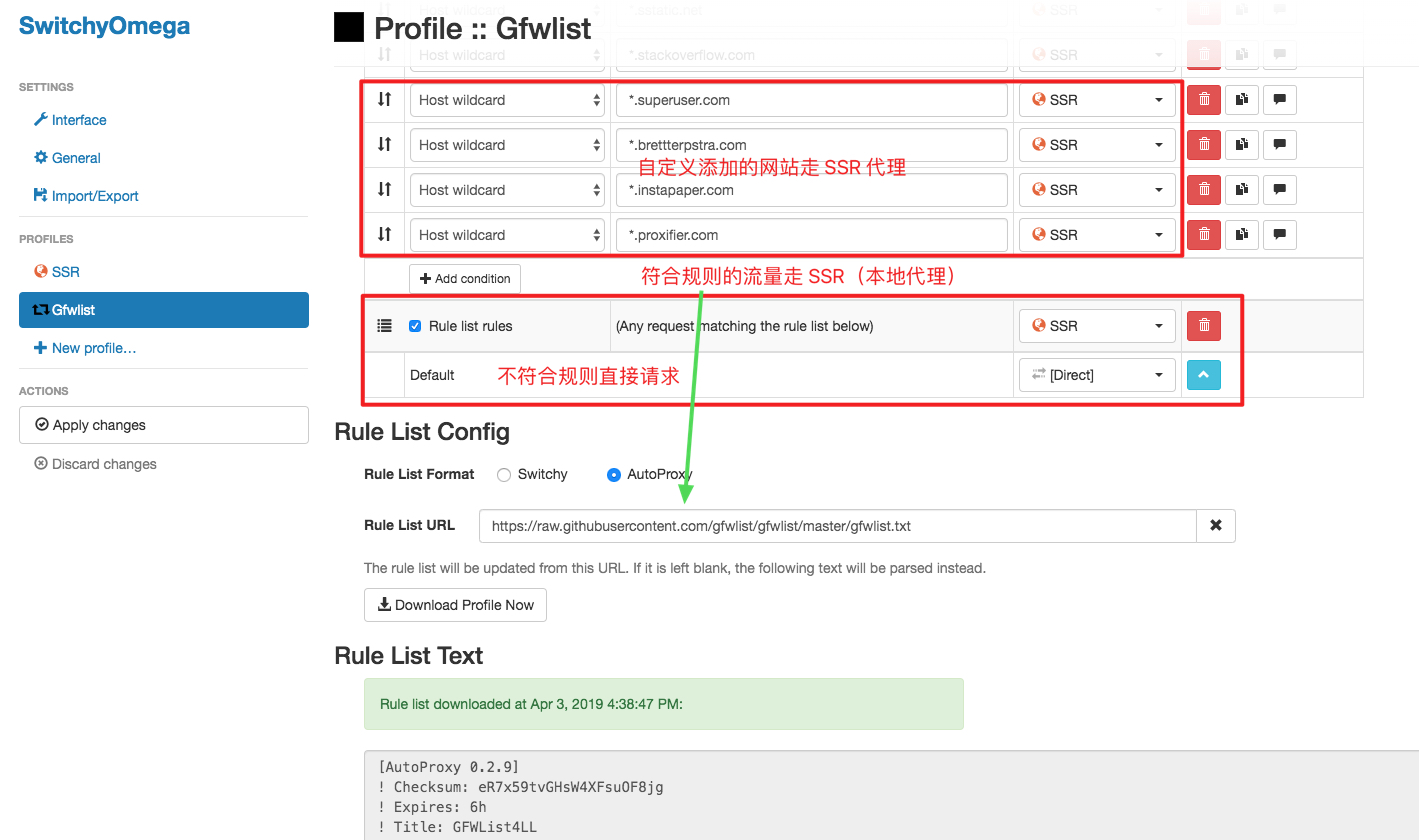 SwitchyOmega
SETTINGS
Interface
General
Import/Export
PROFILES
SSR
Gfwlist
New profile…
ACTIONS
Apply changes
Discard changes
Profile :: Gfwlist
SSR
Host wildcard *.stackoverflow.com SSR
Host wildcard *.superuser.com SSR
Host wildcard *.brettterpstra.com SSR
自定义添加的网站走 SSR 代理
Host wildcard *.instapaper.com SSR
Host wildcard *.proxifier.com SSR
Add condition
符合规则的流量走 SSR（本地代理）
Rule list rules (Any request matching the rule list below) SSR
Default 不符合规则直接请求 [Direct]
Rule List Config
Rule List Format Switchy AutoProxy
Rule List URL https://raw.githubusercontent.com/gfwlist/gfwlist/master/gfwlist.txt
The rule list will be updated from this URL. If it is left blank, the following text will be parsed instead.
Download Profile Now
Rule List Text
Rule list downloaded at Apr 3, 2019 4:38:47 PM:
[AutoProxy 0.2.9]
! Checksum: eR7x59tvGHsW4XFsuOF8jg
! Expires: 6h
! Title: GFWList4LL